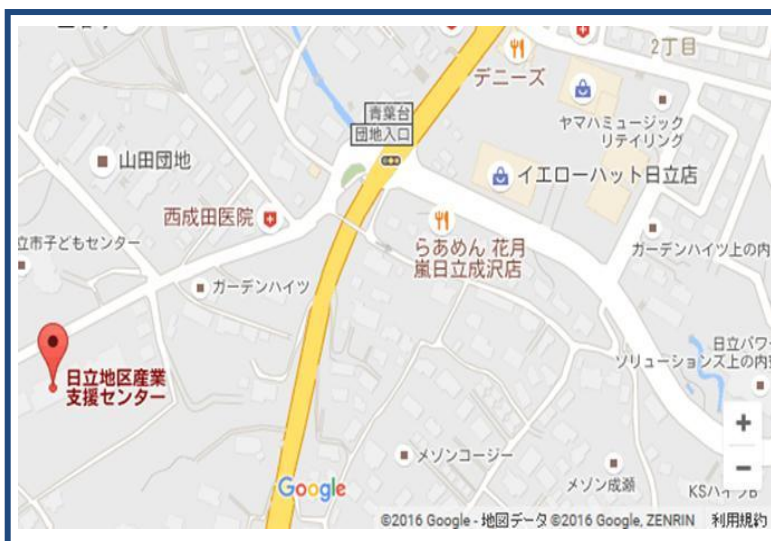 2丁目
デニーズ
青葉台
団地入口
ヤマハミュージック
リテイリング
山田団地
イエローハット日立店
西成田医院
らあめん 花月
嵐日立成沢店
立市子どもセンター
ガーデンハイツ上の内
ガーデンハイツ
日立パワ
ソリューションズ上の内
日立地区産業
支援センター
メゾンコージー
メゾン成瀬
KSハイツB
Google
©2016 Google - 地図データ ©2016 Google, ZENRIN 利用規約